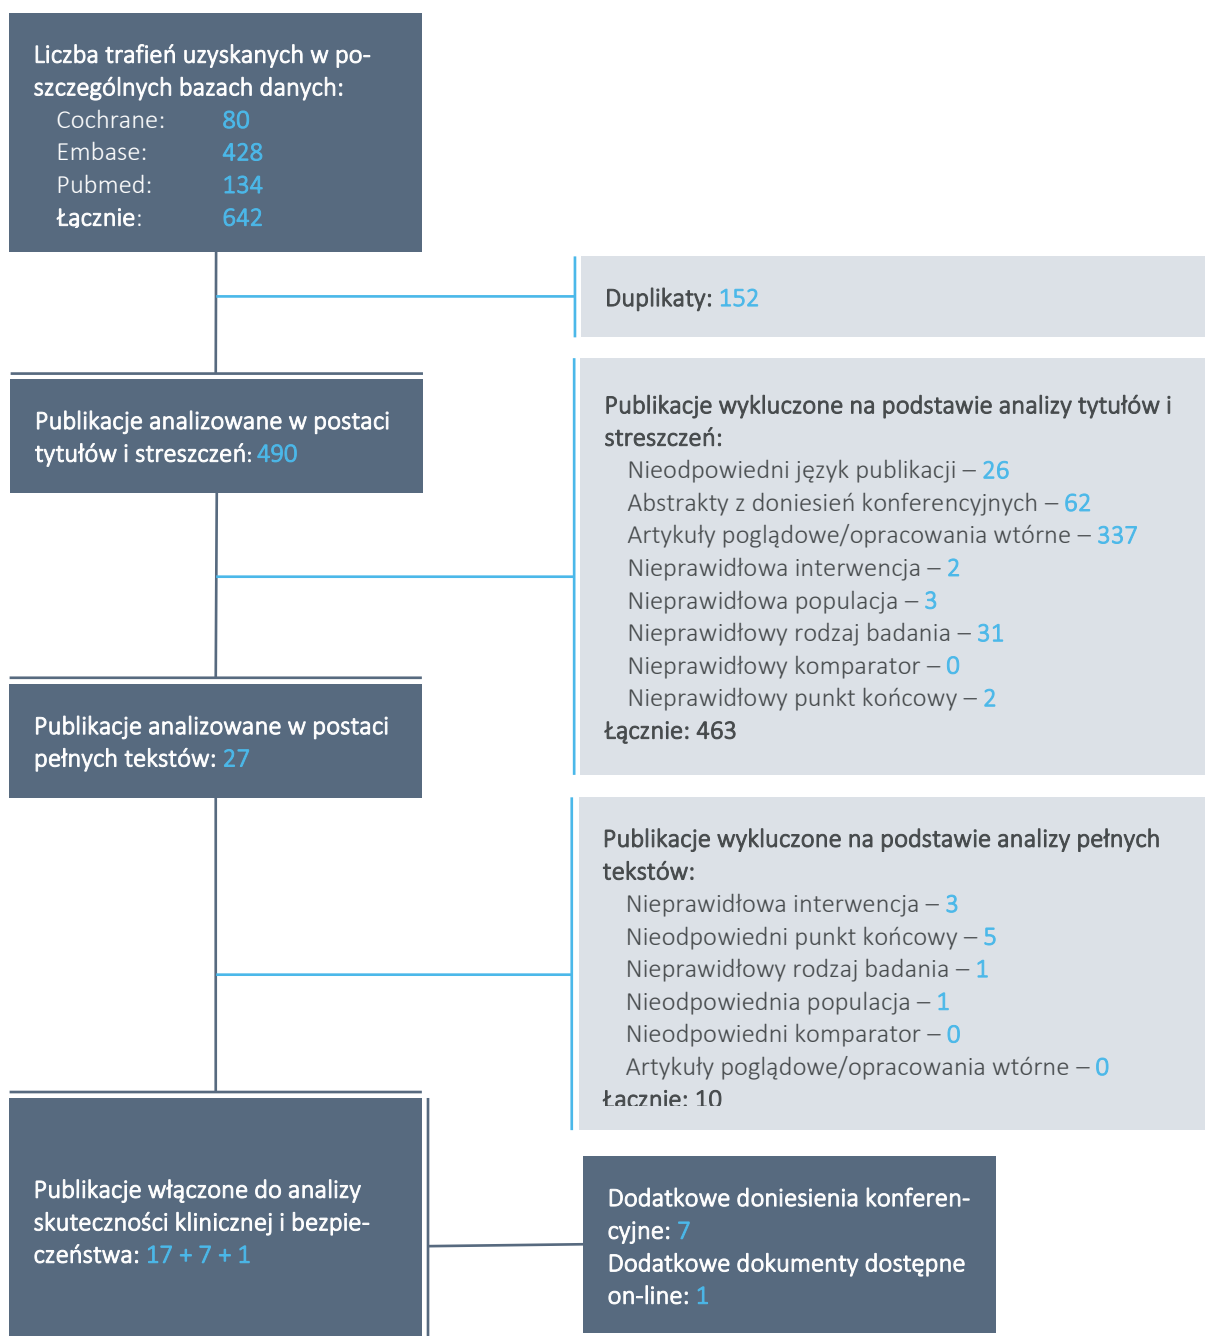 Liczba trafień uzyskanych w po-
szczególnych bazach danych:
Cochrane: 80
Embase: 428
Pubmed: 134
Łącznie: 642
Duplikaty: 152
Publikacje analizowane w postaci
tytułów i streszczeń: 490
Publikacje wykluczone na podstawie analizy tytułów i
streszczeń:
Nieodpowiedni język publikacji – 26
Abstrakty z doniesień konferencyjnych – 62
Artykuły poglądowe/opracowania wtórne – 337
Nieprawidłowa interwencja – 2
Nieprawidłowa populacja – 3
Nieprawidłowy rodzaj badania – 31
Nieprawidłowy komparator – 0
Nieprawidłowy punkt końcowy – 2
Łącznie: 463
Publikacje analizowane w postaci
pełnych tekstów: 27
Publikacje wykluczone na podstawie analizy pełnych
tekstów:
Nieprawidłowa interwencja – 3
Nieodpowiedni punkt końcowy – 5
Nieprawidłowy rodzaj badania – 1
Nieodpowiednia populacja – 1
Nieodpowiedni komparator – 0
Artykuły poglądowe/opracowania wtórne – 0
Łącznie: 10
Publikacje włączone do analizy
skuteczności klinicznej i bezpie-
czeństwa: 17 + 7 + 1
Dodatkowe doniesienia konferen-
cyjne: 7
Dodatkowe dokumenty dostępne
on-line: 1